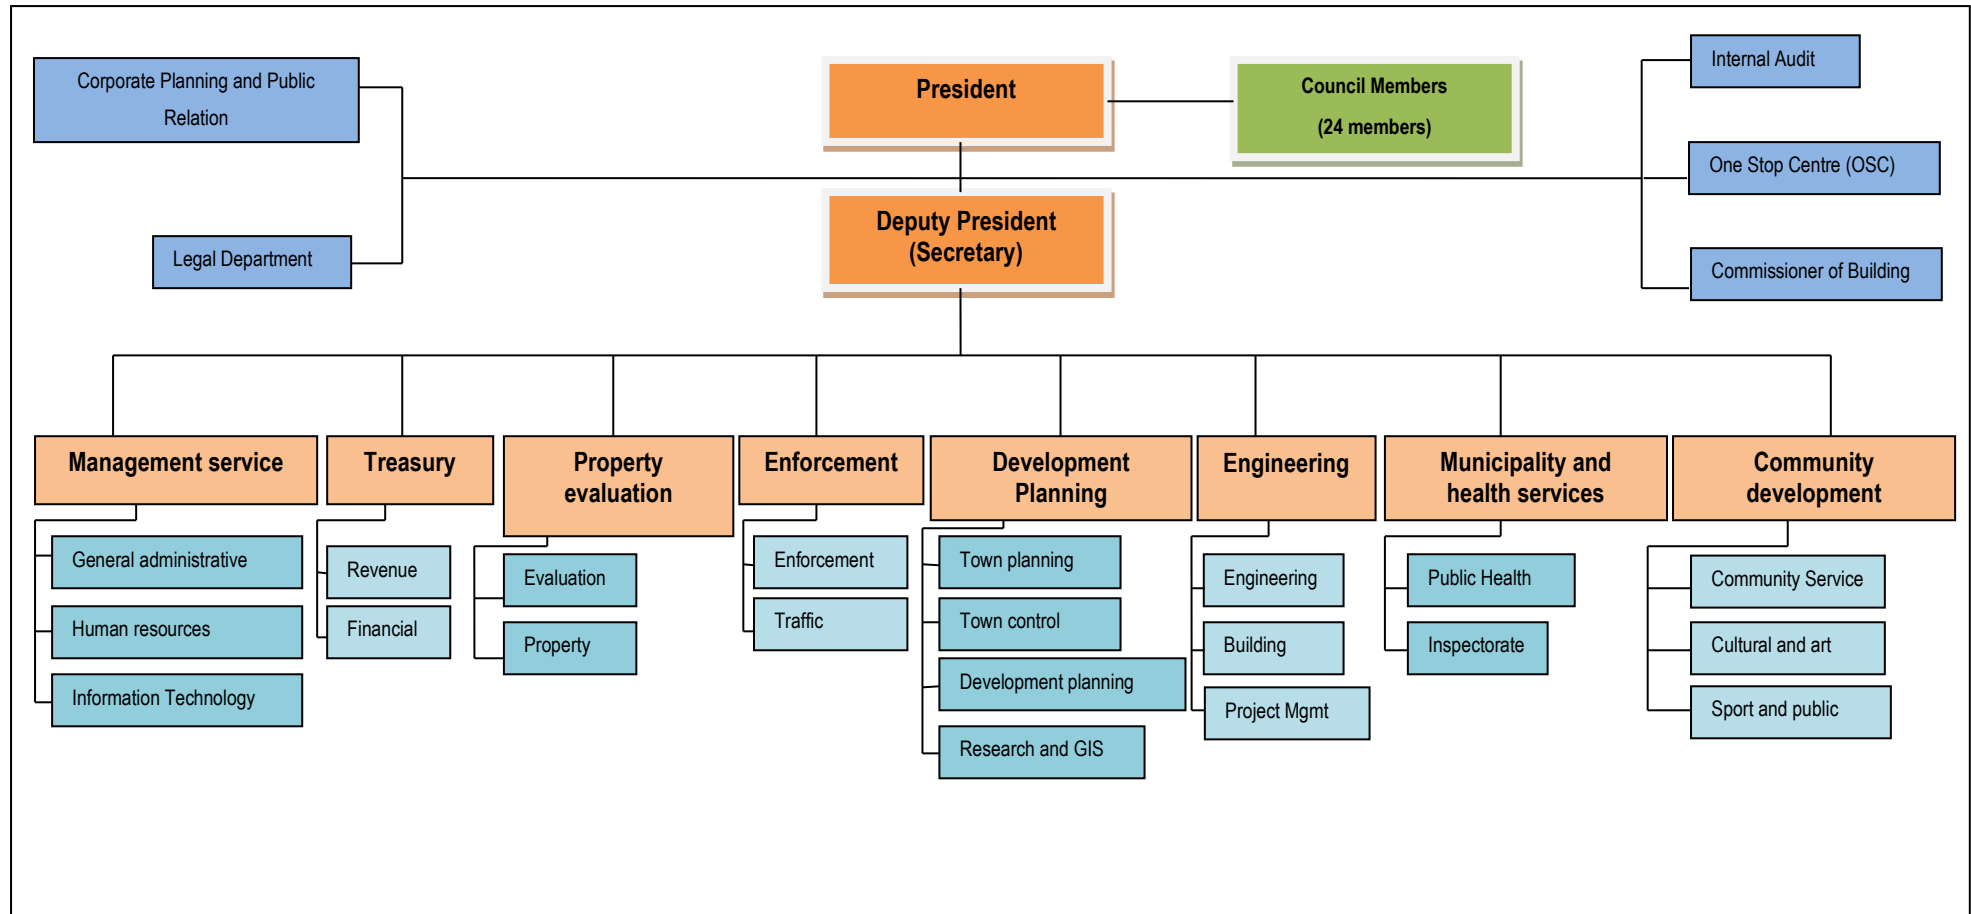 Corporate Planning and Public
Relation
President
Council Members
(24 members)
Internal Audit
One Stop Centre (OSC)
Deputy President
(Secretary)
Legal Department
Commissioner of Building
Management service
Treasury
Property
evaluation
Enforcement
Development
Planning
Engineering
Municipality and
health services
Community
development
General administrative
Human resources
Information Technology
Revenue
Financial
Evaluation
Property
Enforcement
Traffic
Town planning
Town control
Development planning
Research and GIS
Engineering
Building
Project Mgmt
Public Health
Inspectorate
Community Service
Cultural and art
Sport and public